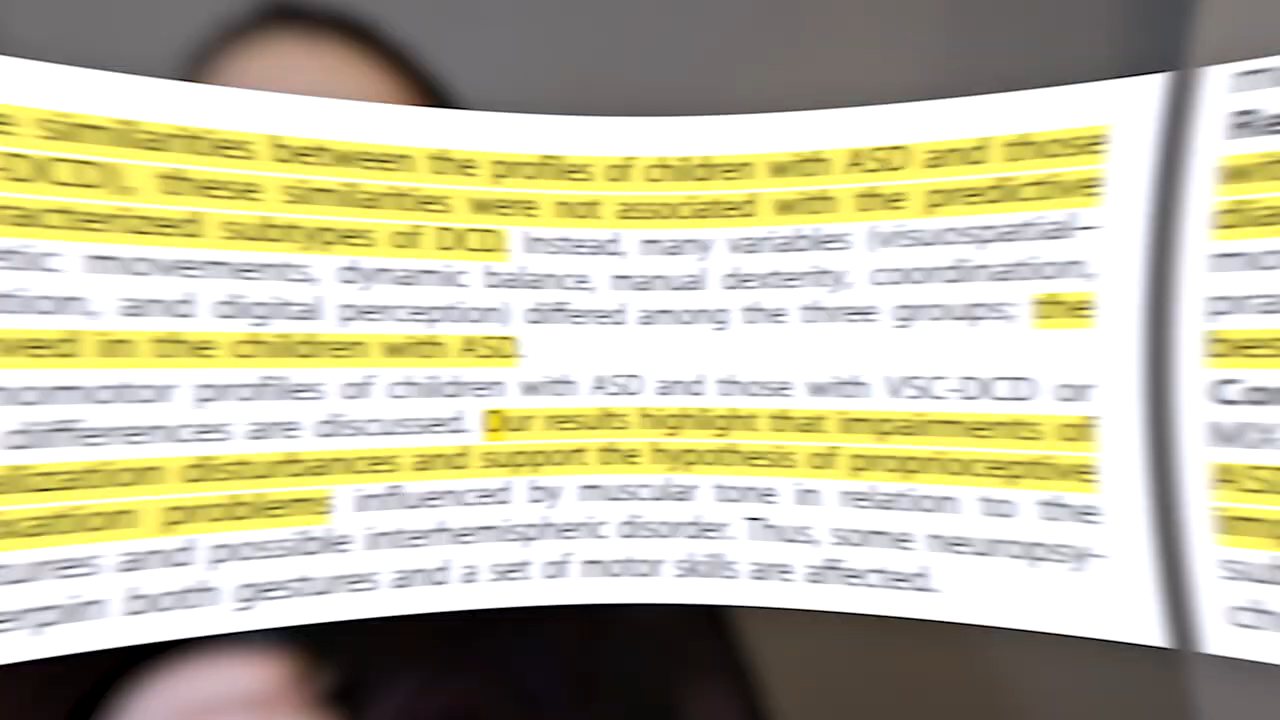 similarities between the profiles of children with ASD and those
-DCD), these similarities were not associated with the predictive
subtypes of DCD. Instead, many variables (visuospatial-
movements, dynamic balance, manual dexterity, coordination,
and digital perception) differed among the three groups: the
in the children with ASD.
profiles of children with ASD and those with VSC-DCD or
differences are discussed. Our results highlight that impairments of
disturbances and support the hypothesis of proprioceptive
problems influenced by muscular tone in relation to the
and possible interhemispheric disorder. Thus, some neuropsy-
both gestures and a set of motor skills are affected.